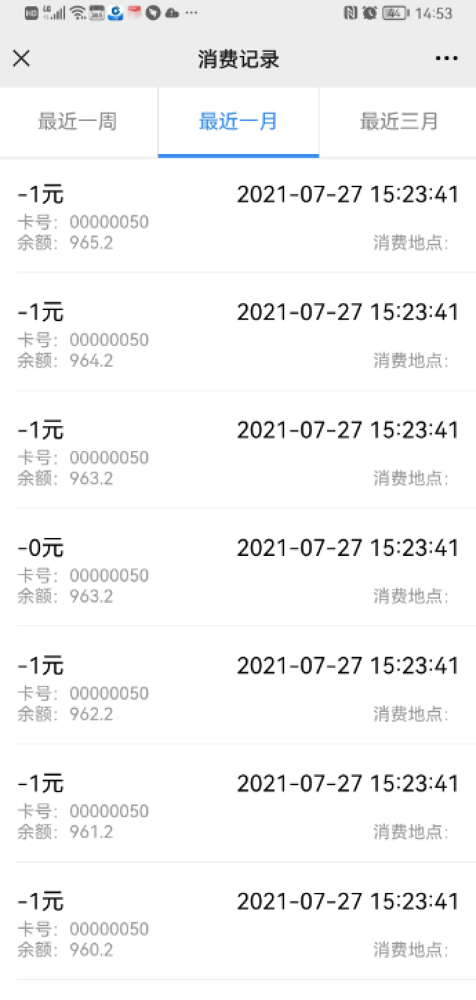 HD 4G 365 ... 44 14:53
消费记录
最近一周 最近一月 最近三月
-1元 2021-07-27 15:23:41
卡号: 00000050
余额: 965.2 消费地点:
-1元 2021-07-27 15:23:41
卡号: 00000050
余额: 964.2 消费地点:
-1元 2021-07-27 15:23:41
卡号: 00000050
余额: 963.2 消费地点:
-0元 2021-07-27 15:23:41
卡号: 00000050
余额: 963.2 消费地点:
-1元 2021-07-27 15:23:41
卡号: 00000050
余额: 962.2 消费地点:
-1元 2021-07-27 15:23:41
卡号: 00000050
余额: 961.2 消费地点:
-1元 2021-07-27 15:23:41
卡号: 00000050
余额: 960.2 消费地点: